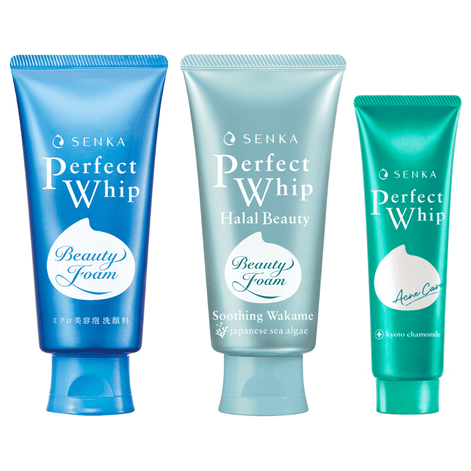 SENKA
Perfect
Whip
Beauty
Foam
ミクロ美容泡 洗顔料
SENKA
Perfect
Whip
Halal Beauty
Beauty
Foam
Soothing Wakame
japanese sea algae
SENKA
Perfect
Whip
Acne Care
kyoto chamomile